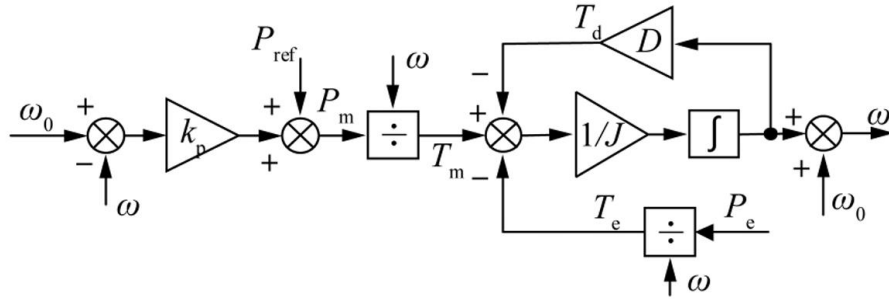 T_d
D
P_ref
ω
ω_0
+
−
k_p
+
+
P_m
÷
T_m
−
+
−
1/J
∫
+
+
ω
ω_0
ω
T_e
÷
P_e
ω